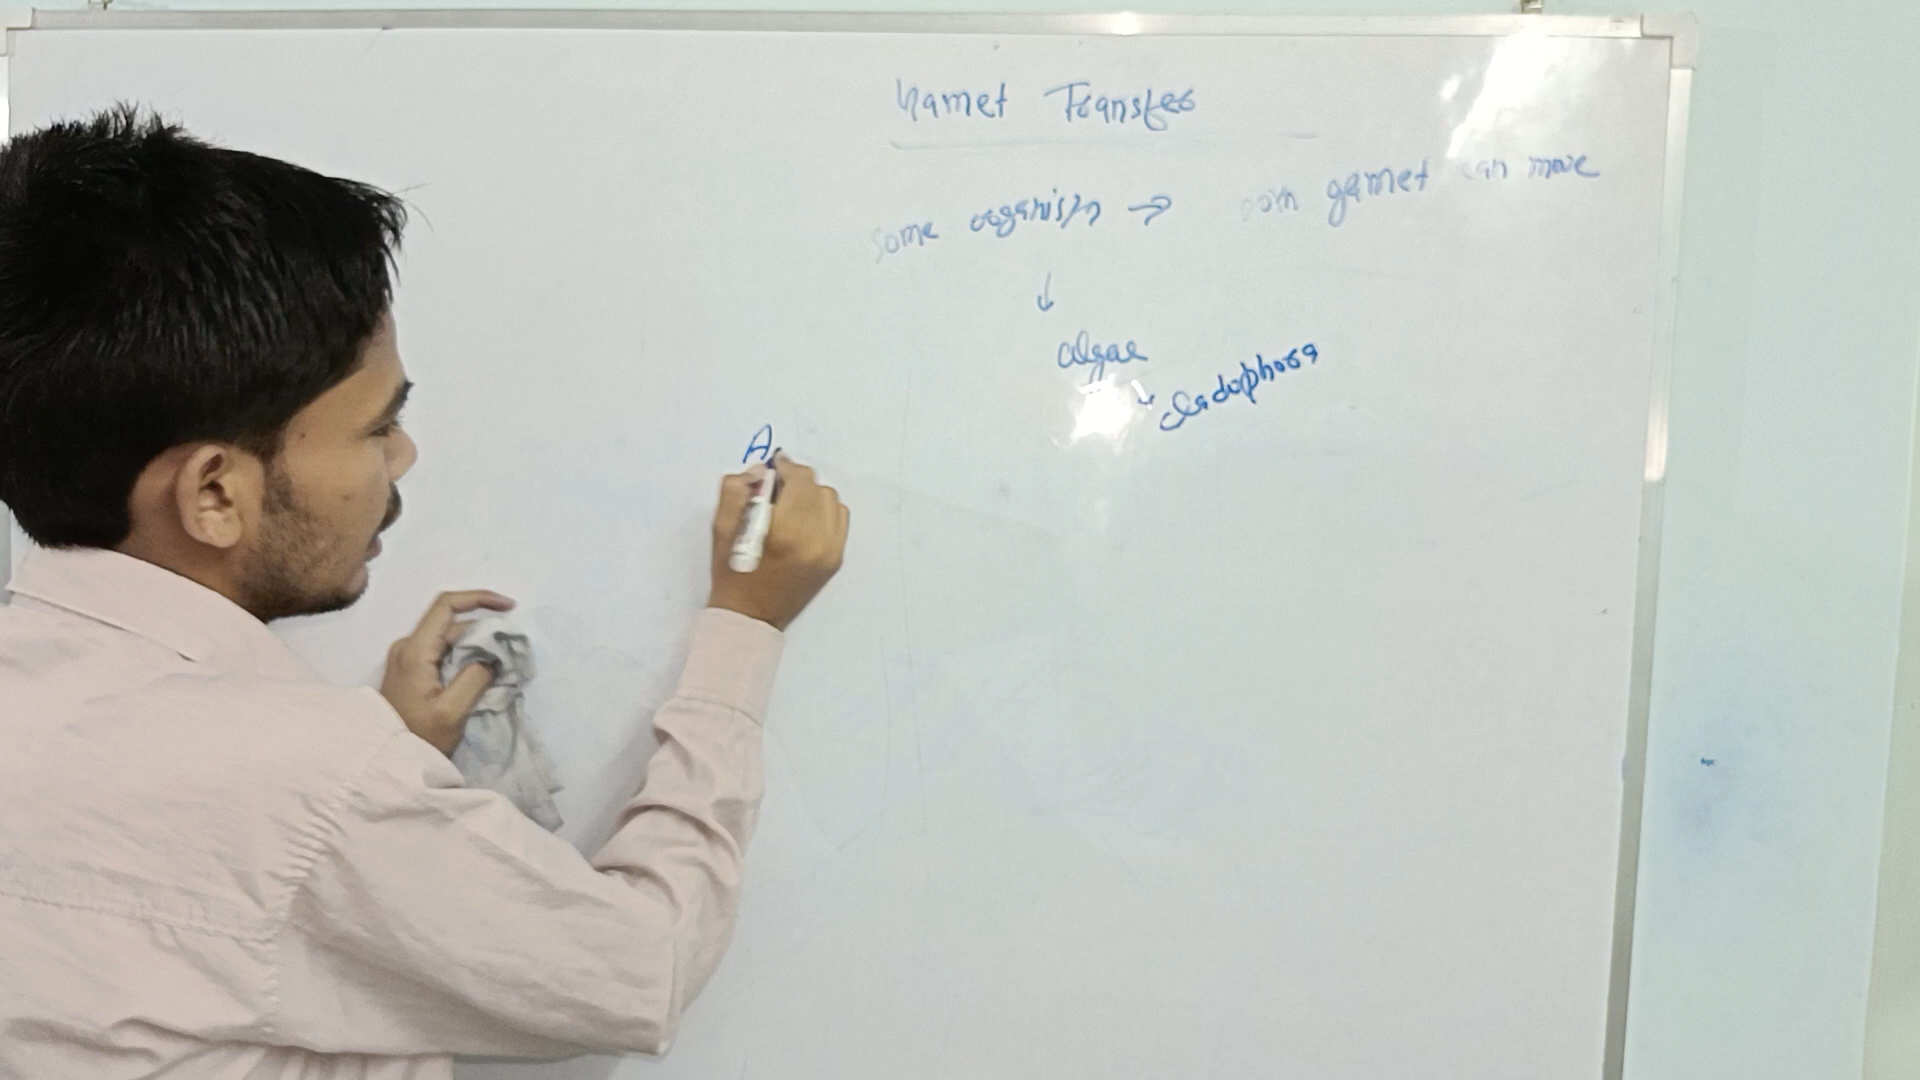 Gamet Transfer
some organism → both gamet can move
↓
algae
↳ cladophora
A